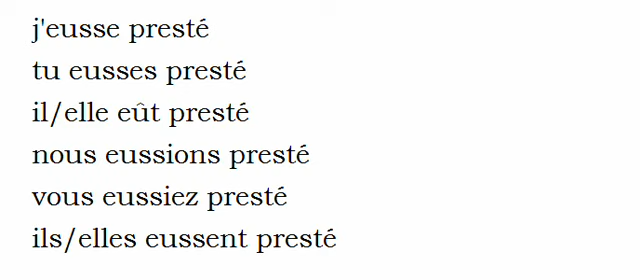 j'eusse presté
tu eusses presté
il/elle eût presté
nous eussions presté
vous eussiez presté
ils/elles eussent presté